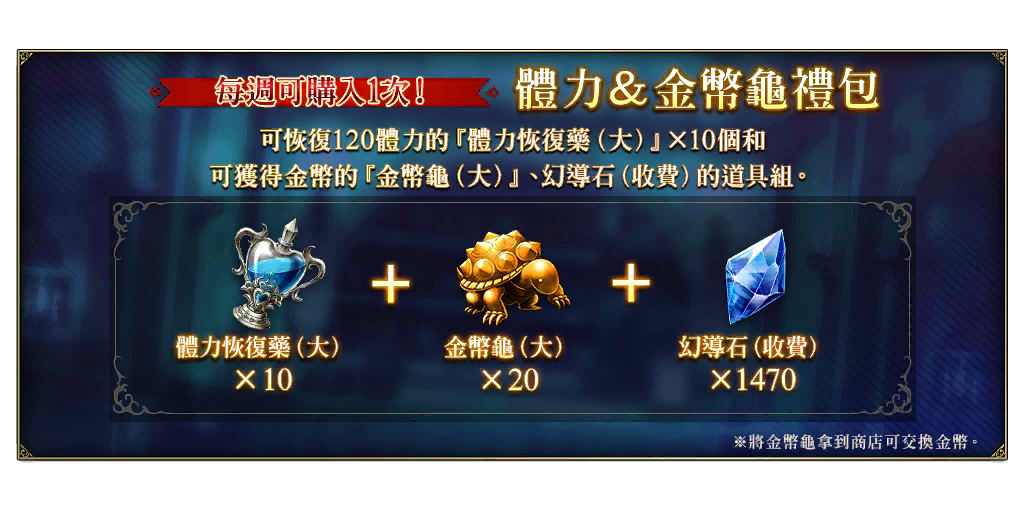 每週可購入1次！
體力&金幣龜禮包
可恢復120體力的『體力恢復藥（大）』×10個和
可獲得金幣的『金幣龜（大）』、幻導石（收費）的道具組。
+ +
體力恢復藥（大） 金幣龜（大） 幻導石（收費）
×10 ×20 ×1470
※將金幣龜拿到商店可交換金幣。